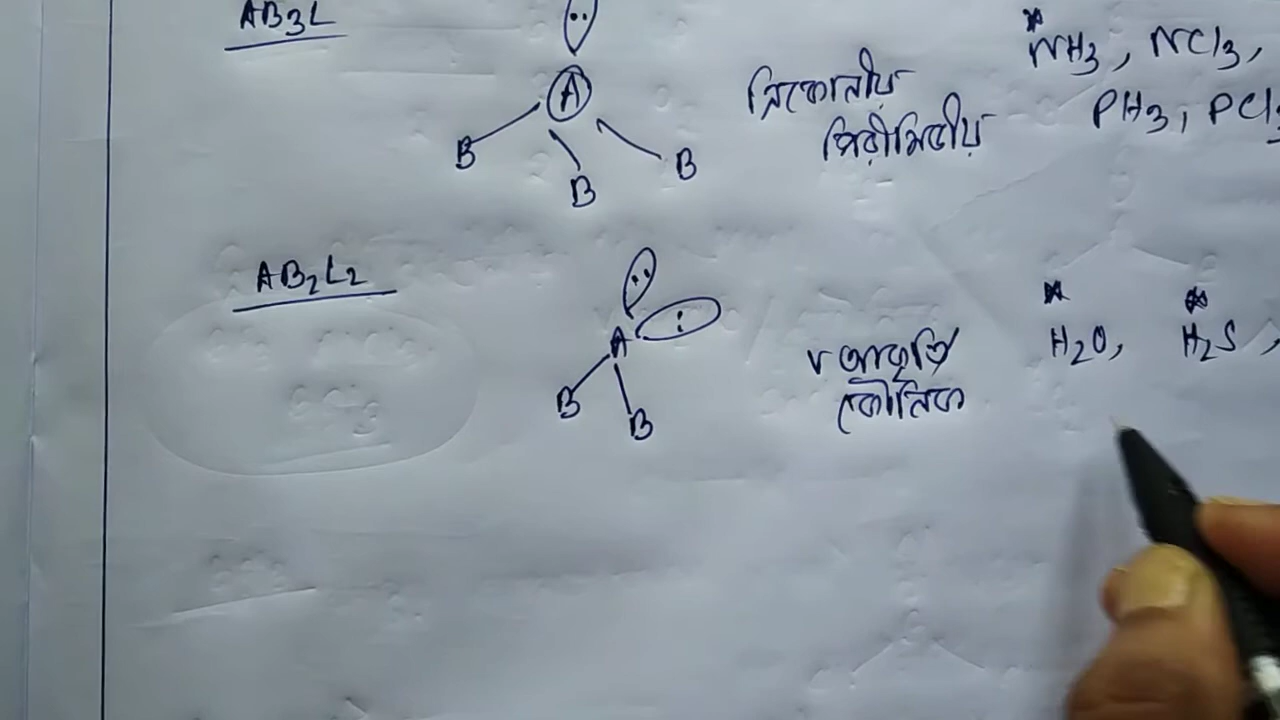 AB₃L
A
B
B
B
ত্রিকোনীয়
পিরামিডীয়
NH₃, NCl₃,
PH₃, PCl₃
AB₂L₂
A
B
B
V আকৃতি
কৌনিক
H₂O, H₂S,